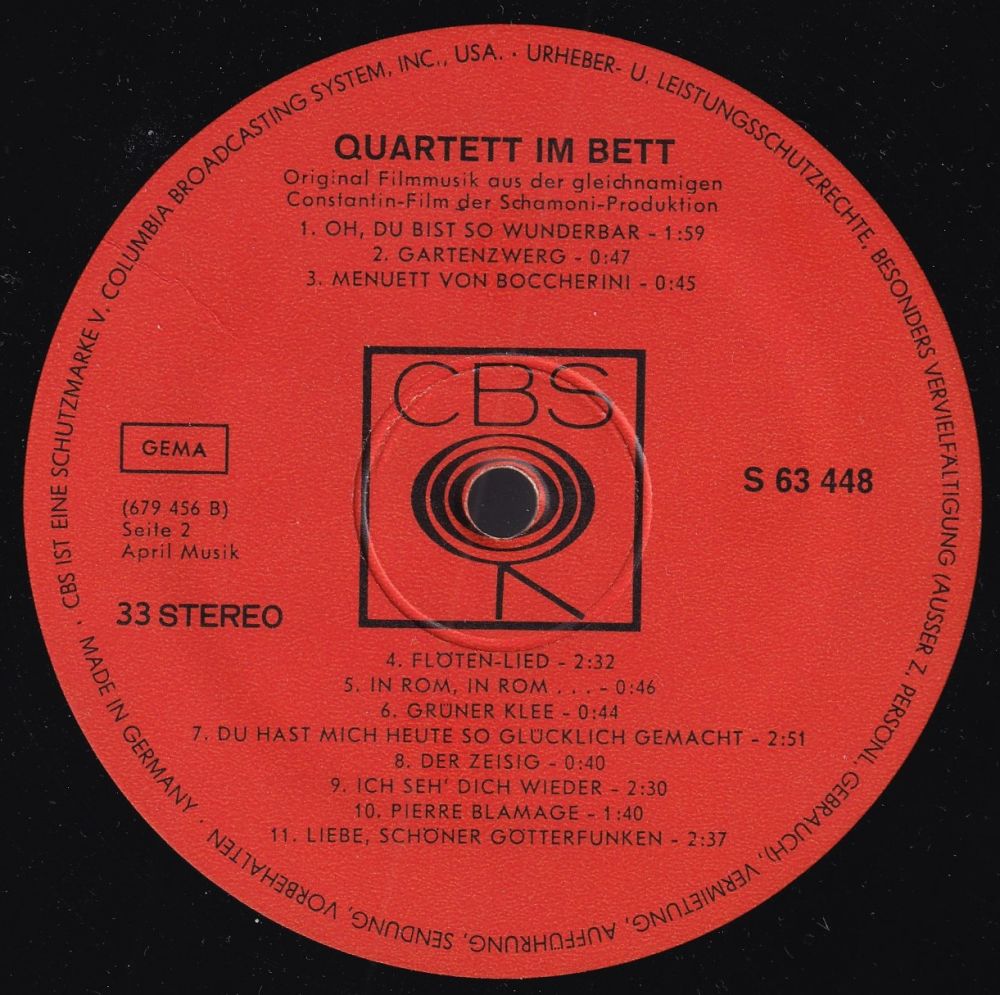 QUARTETT IM BETT
Original Filmmusik aus der gleichnamigen
Constantin-Film der Schamoni-Produktion
1. OH, DU BIST SO WUNDERBAR - 1:59
2. GARTENZWERG - 0:47
3. MENUETT VON BOCCHERINI - 0:45
CBS
GEMA
(679 456 B)
Seite 2
April Musik
33 STEREO
S 63 448
4. FLÖTEN-LIED - 2:32
5. IN ROM, IN ROM . . . - 0:46
6. GRÜNER KLEE - 0:44
7. DU HAST MICH HEUTE SO GLÜCKLICH GEMACHT - 2:51
8. DER ZEISIG - 0:40
9. ICH SEH' DICH WIEDER - 2:30
10. PIERRE BLAMAGE - 1:40
11. LIEBE, SCHÖNER GÖTTERFUNKEN - 2:37
· CBS IST EINE SCHUTZMARKE V. COLUMBIA BROADCASTING SYSTEM, INC., USA. · URHEBER- U. LEISTUNGSSCHUTZRECHTE, BESONDERS VERVIELFÄLTIGUNG (AUSSER Z. PERSÖNL. GEBRAUCH), VERMIETUNG, AUFFÜHRUNG, SENDUNG, VORBEHALTEN · MADE IN GERMANY